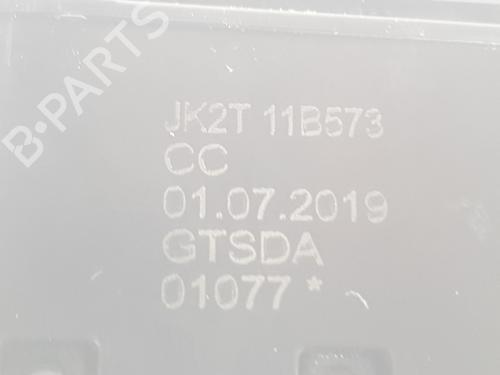 B-PARTS
JK2T 11B573
CC
01.07.2019
GTSDA
01077 *